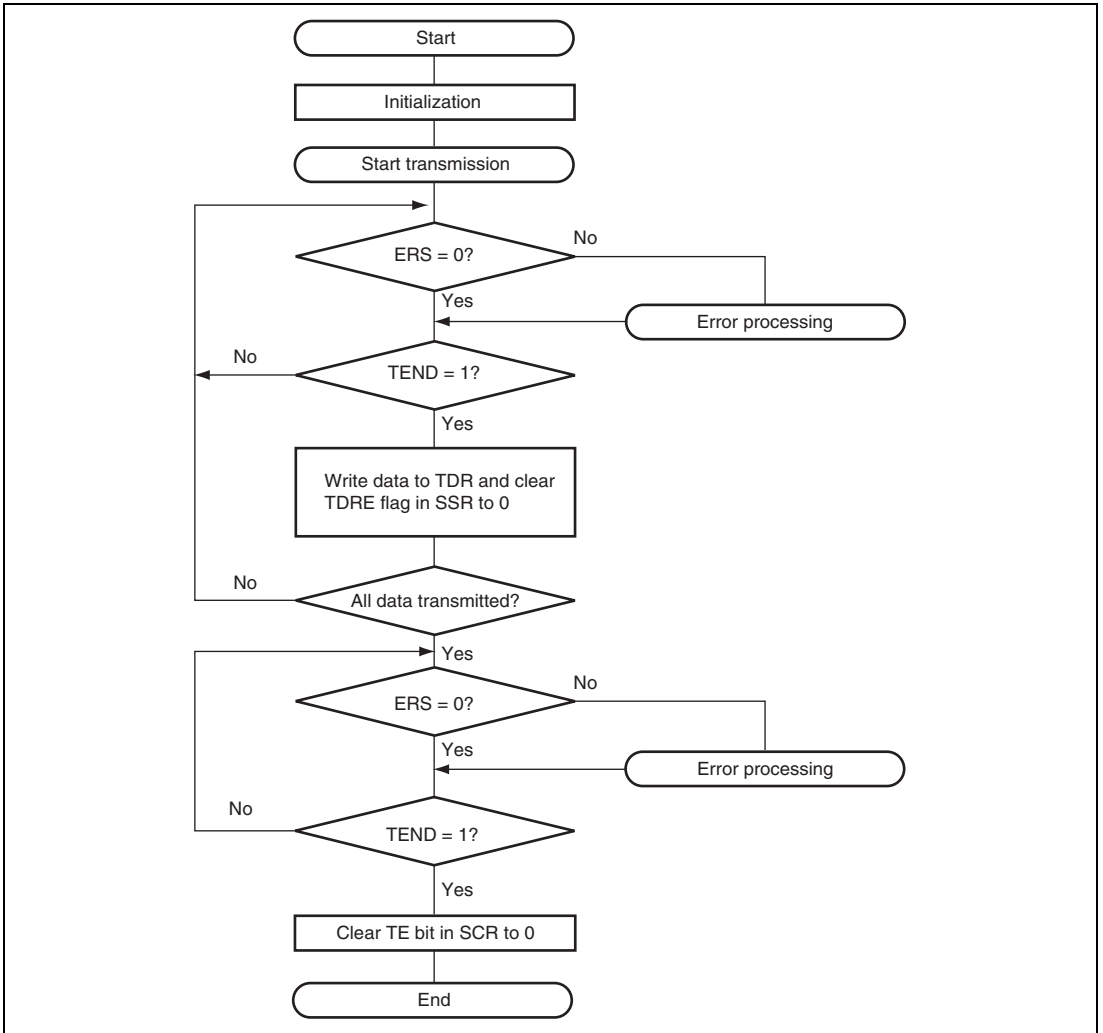 Start
Initialization
Start transmission
ERS = 0?
No
Yes
Error processing
No
TEND = 1?
Yes
Write data to TDR and clear
TDRE flag in SSR to 0
No
All data transmitted?
Yes
ERS = 0?
No
Yes
Error processing
No
TEND = 1?
Yes
Clear TE bit in SCR to 0
End